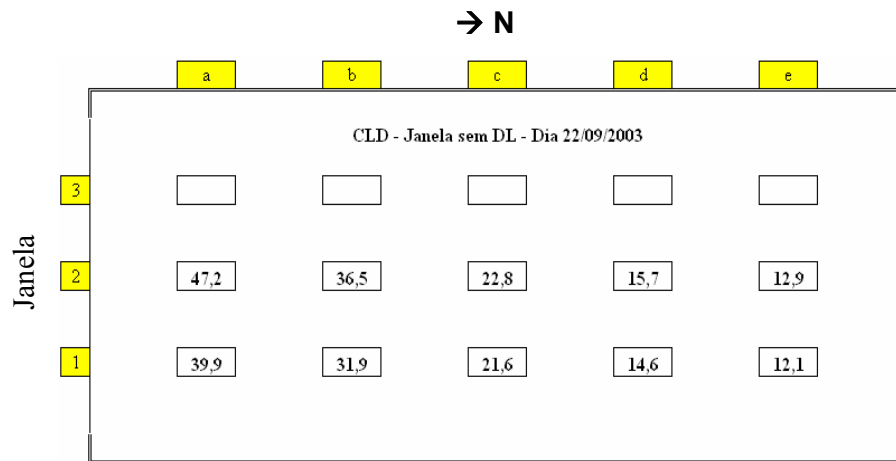 → N
a b c d e
CLD - Janela sem DL - Dia 22/09/2003
3
Janela
2 47,2 36,5 22,8 15,7 12,9
1 39,9 31,9 21,6 14,6 12,1